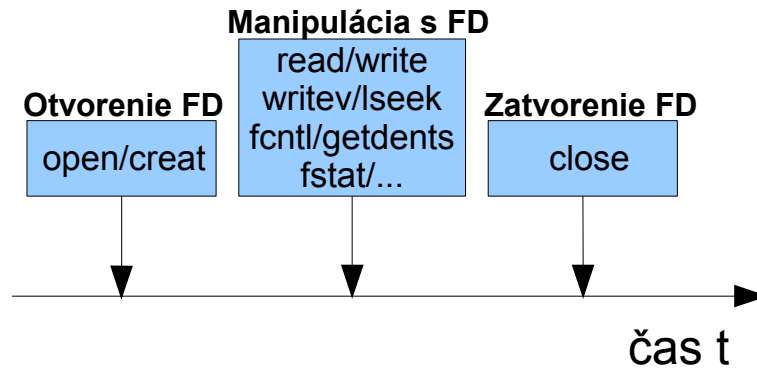 Manipulácia s FD
read/write
writev/lseek
fcntl/getdents
fstat/...
Otvorenie FD
open/creat
Zatvorenie FD
close
čas t